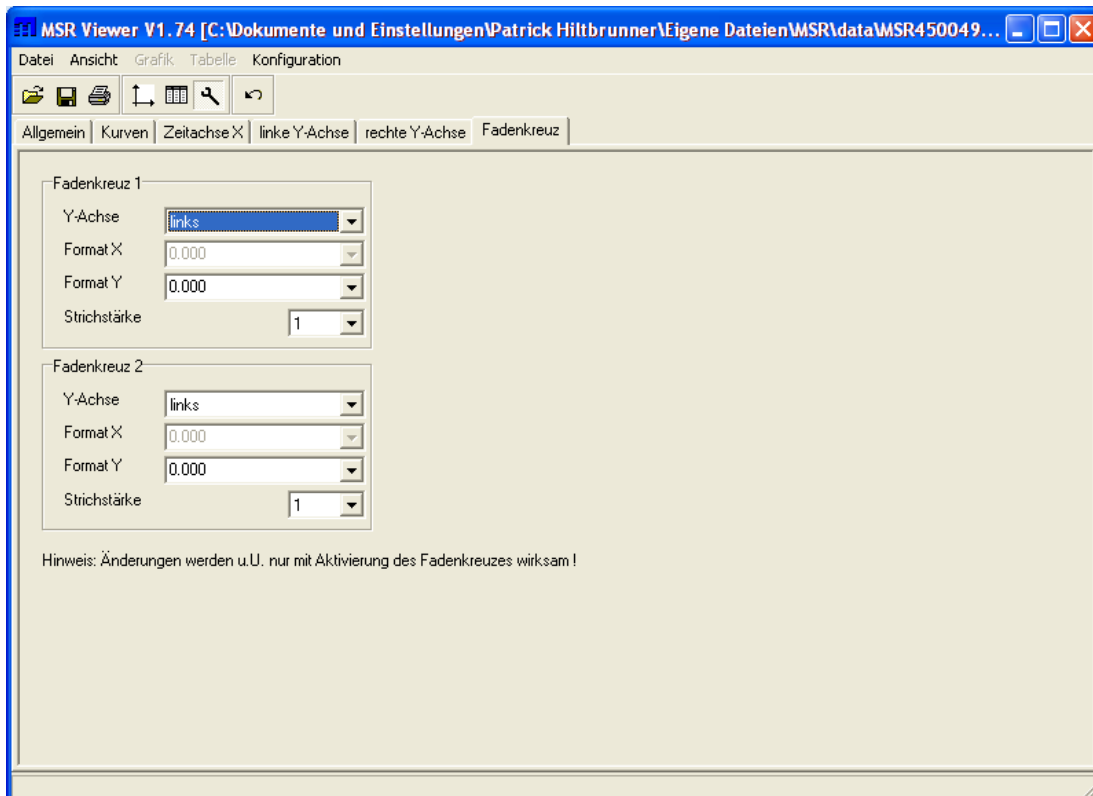 MSR Viewer V1.74 [C:\Dokumente und Einstellungen\Patrick Hiltbrunner\Eigene Dateien\MSR\data\MSR450049...
Datei Ansicht Grafik Tabelle Konfiguration
Allgemein Kurven Zeitachse X linke Y-Achse rechte Y-Achse Fadenkreuz
Fadenkreuz 1
Y-Achse links
Format X 0.000
Format Y 0.000
Strichstärke 1
Fadenkreuz 2
Y-Achse links
Format X 0.000
Format Y 0.000
Strichstärke 1
Hinweis: Änderungen werden u.U. nur mit Aktivierung des Fadenkreuzes wirksam !